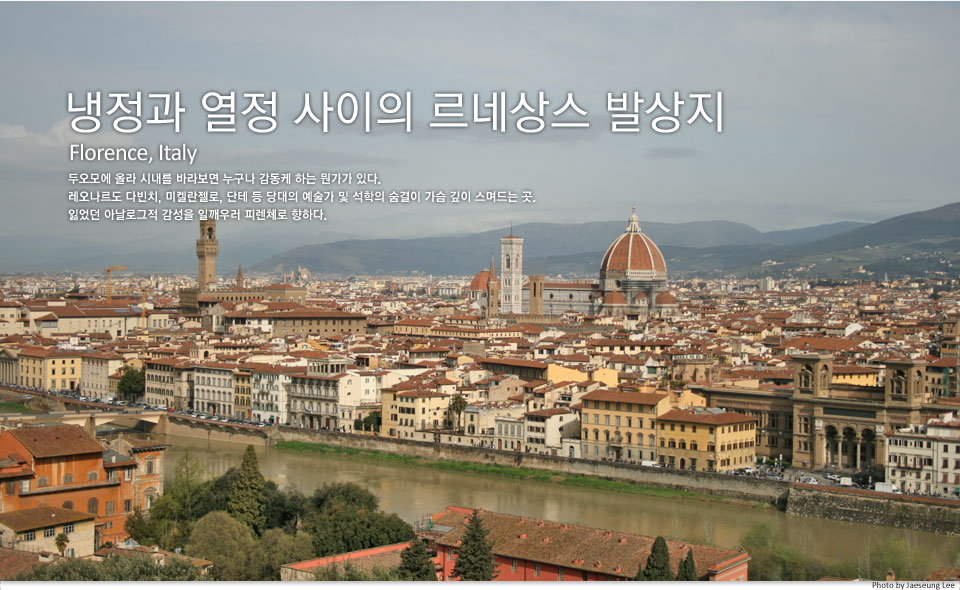 냉정과 열정 사이의 르네상스 발상지
Florence, Italy
두오모에 올라 시내를 바라보면 누구나 감동케 하는 뭔가가 있다.
레오나르도 다빈치, 미켈란젤로, 단테 등 당대의 예술가 및 석학의 숨결이 가슴 깊이 스며드는 곳.
잃었던 아날로그적 감성을 일깨우러 피렌체로 향하다.
Photo by Jaeseung Lee